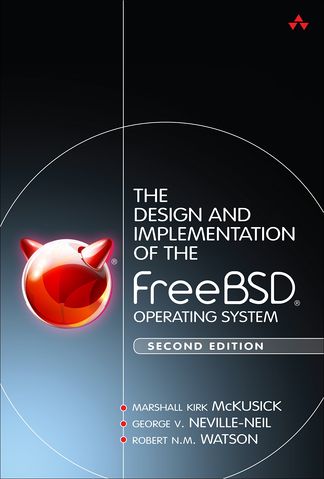 THE
DESIGN AND
IMPLEMENTATION
OF THE
FreeBSD®
OPERATING SYSTEM
SECOND EDITION
MARSHALL KIRK McKUSICK
GEORGE V. NEVILLE-NEIL
ROBERT N.M. WATSON
®